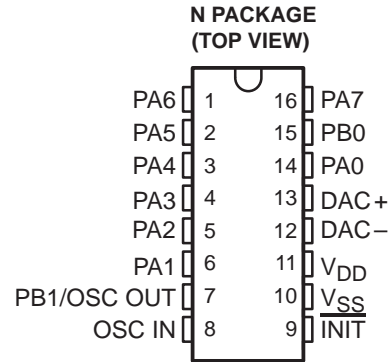 N PACKAGE
(TOP VIEW)
PA6 1 16 PA7
PA5 2 15 PB0
PA4 3 14 PA0
PA3 4 13 DAC+
PA2 5 12 DAC–
PA1 6 11 VDD
PB1/OSC OUT 7 10 VSS
OSC IN 8 9 I̅N̅I̅T̅